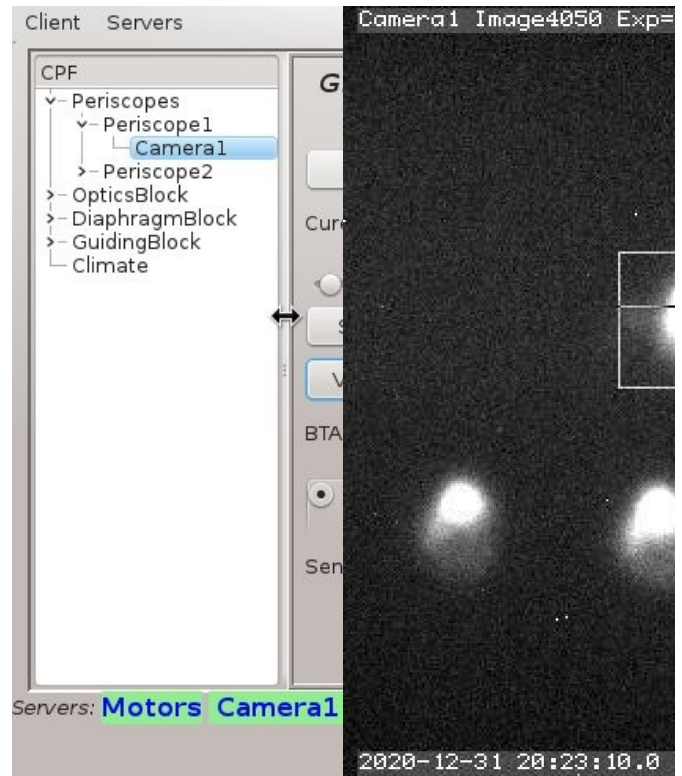 Client Servers
CPF
Periscopes
Periscope1
Camera1
Periscope2
OpticsBlock
DiaphragmBlock
GuidingBlock
Climate
G
Cur
S
V
BTA
Sen
Servers: Motors Camera1
Camera1 Image4050 Exp=
2020-12-31 20:23:10.0